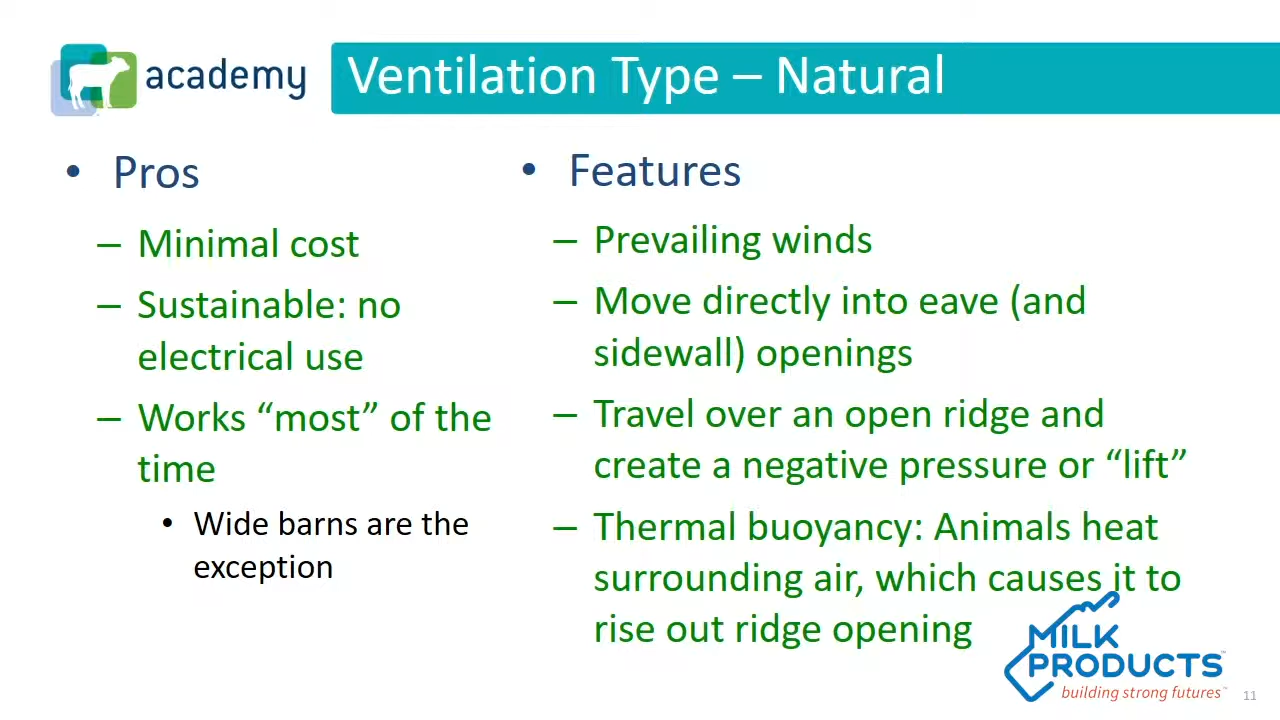 academy
Ventilation Type – Natural
• Pros
– Minimal cost
– Sustainable: no
electrical use
– Works “most” of the
time
• Wide barns are the
exception
• Features
– Prevailing winds
– Move directly into eave (and
sidewall) openings
– Travel over an open ridge and
create a negative pressure or “lift”
– Thermal buoyancy: Animals heat
surrounding air, which causes it to
rise out ridge opening
MILK
PRODUCTS™
building strong futures™
11